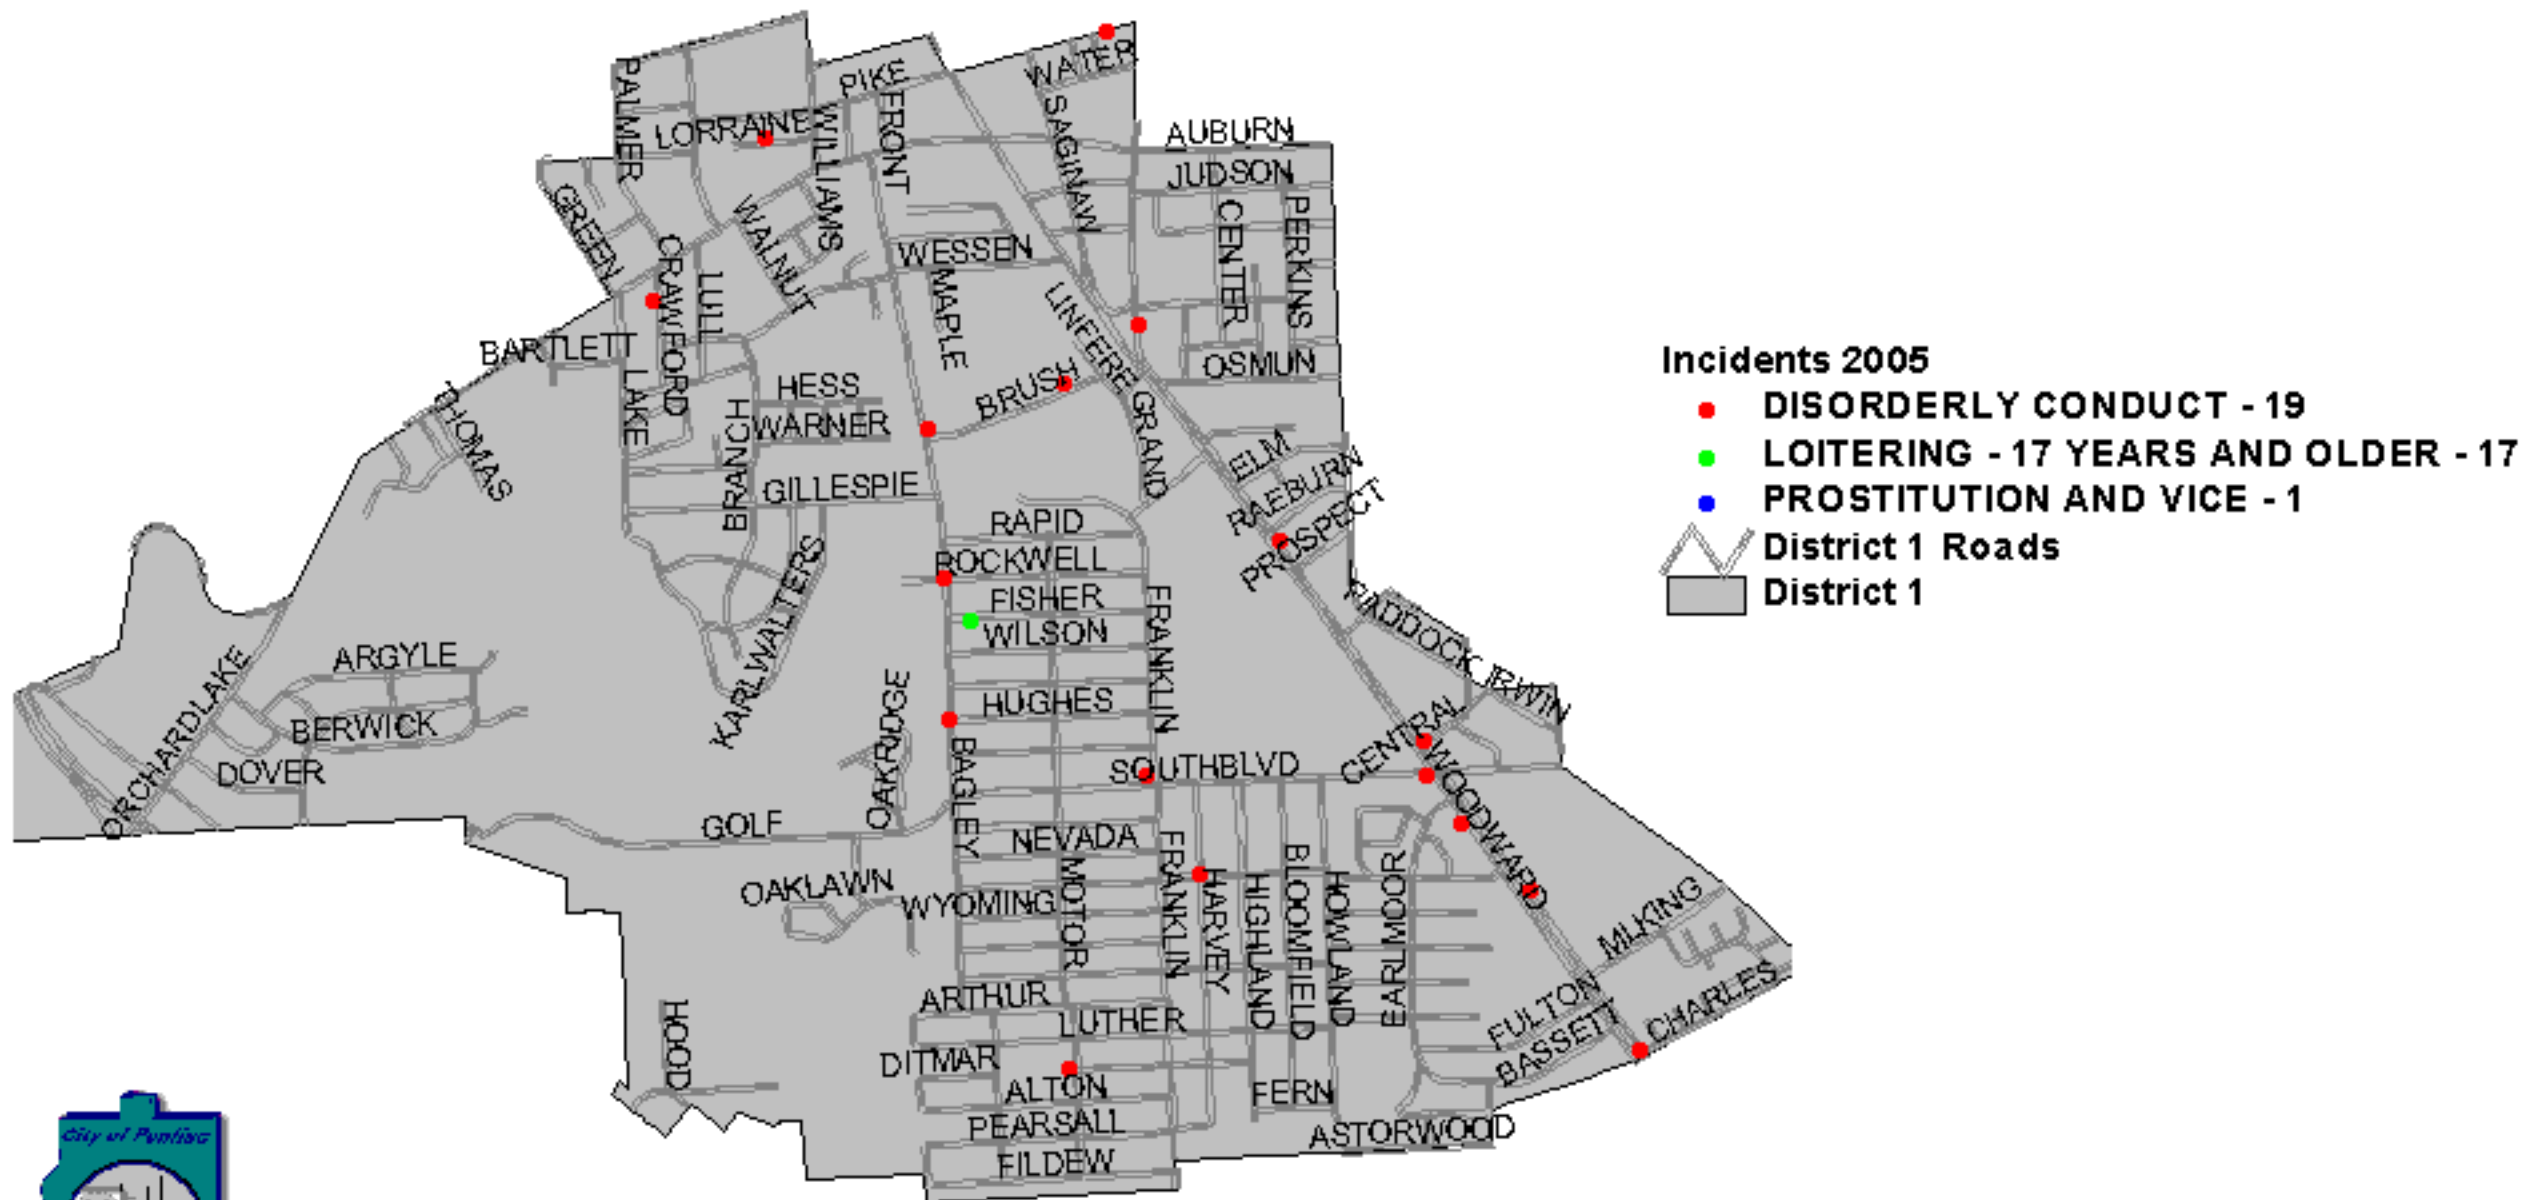 PALMER
PIKE
WATER
LORRAINE
WILLIAMS
FRONT
SAGINAW
AUBURN
JUDSON
GREEN
WALNUT
CENTER
PERKINS
CRAWFORD
LULL
WESSEN
MAPLE
LINFERE
BARTLETT
LAKE
HESS
BRUSH
OSMUN
THOMAS
BRANCH
WARNER
GRAND
ELM
GILLESPIE
RAEBURN
RAPID
PROSPECT
ROCKWELL
KARL WALTERS
FISHER
FRANKLIN
PADDOCK
WILSON
IRWIN
ARGYLE
ORCHARDLAKE
HUGHES
BERWICK
OAKRIDGE
BAGLEY
CENTRAL
DOVER
SOUTHBLVD
WOODWARD
GOLF
NEVADA
OAKLAWN
MOTOR
FRANKLIN
HARVEY
HIGHLAND
BLOOMFIELD
HOWLAND
EARLMOOR
WYOMING
MLKING
ARTHUR
FULTON
CHARLES
HOOD
LUTHER
BASSETT
DITMAR
ALTON
FERN
PEARSALL
ASTORWOOD
FILDEW
Incidents 2005
DISORDERLY CONDUCT - 19
LOITERING - 17 YEARS AND OLDER - 17
PROSTITUTION AND VICE - 1
District 1 Roads
District 1
City of Pontiac